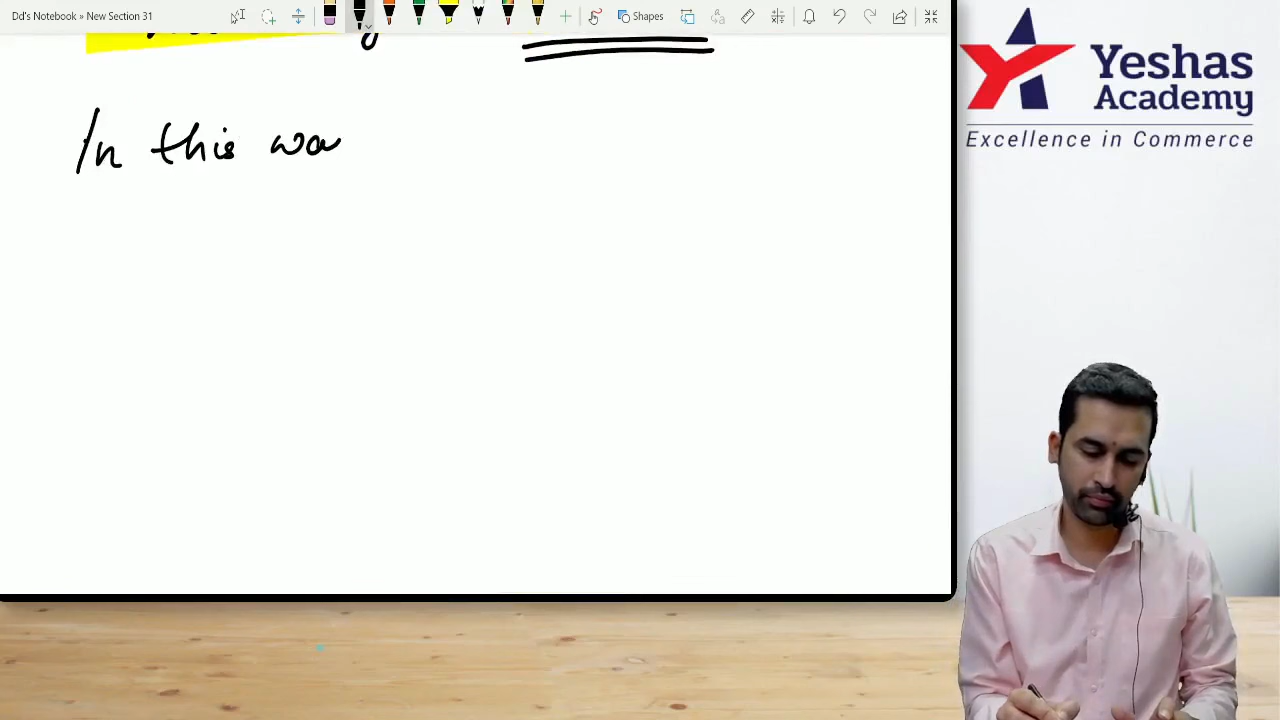 Dd's Notebook » New Section 31
Shapes
In this wa
Yeshas
Academy
Excellence in Commerce